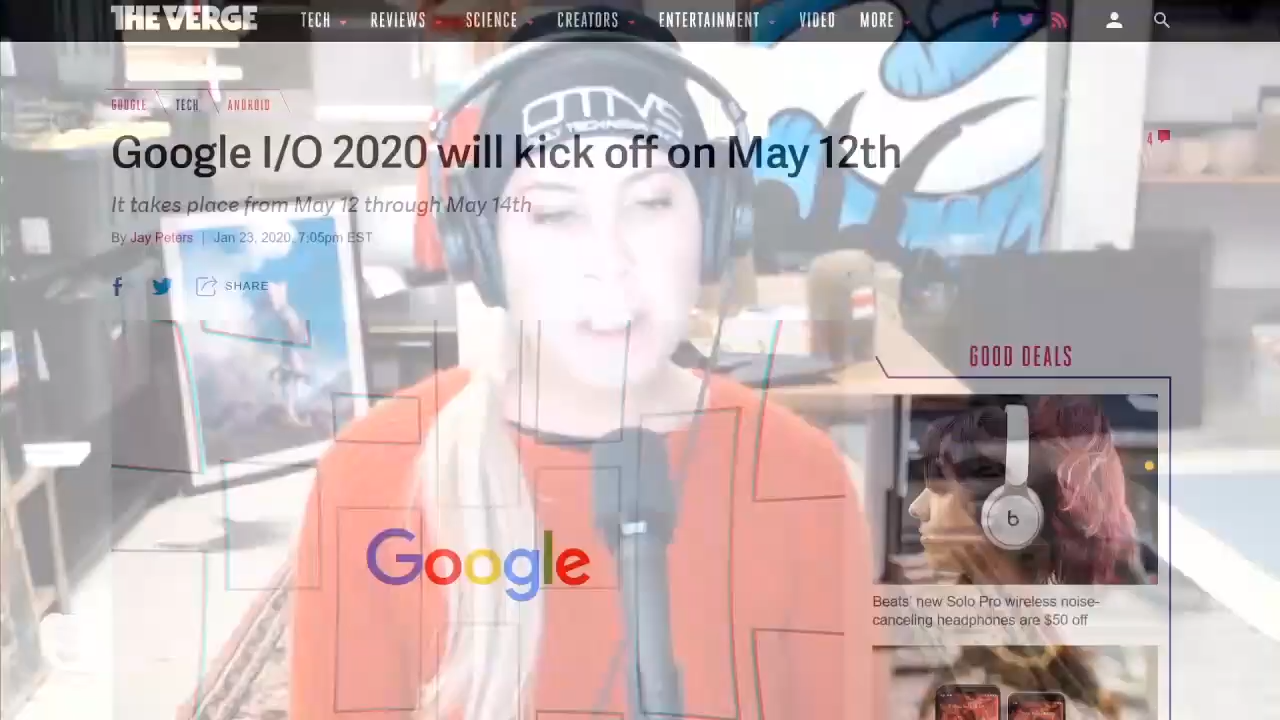 THE VERGE
TECH REVIEWS SCIENCE CREATORS ENTERTAINMENT VIDEO MORE
GOOGLE TECH ANDROID
DTNS
Google I/O 2020 will kick off on May 12th
4
It takes place from May 12 through May 14th
By Jay Peters | Jan 23, 2020, 7:05pm EST
SHARE
GOOD DEALS
b
Google
Beats' new Solo Pro wireless noise-
canceling headphones are $50 off